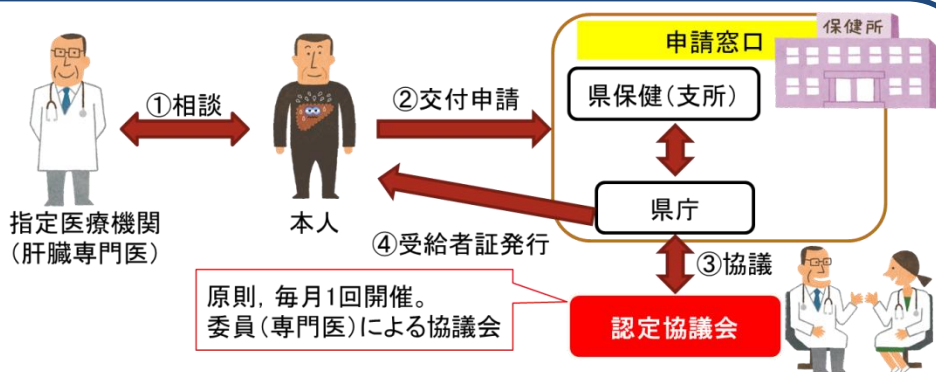 保健所
申請窓口
県保健(支所)
①相談
②交付申請
指定医療機関
(肝臓専門医)
本人
県庁
④受給者証発行
③協議
原則,毎月1回開催。
委員(専門医)による協議会
認定協議会